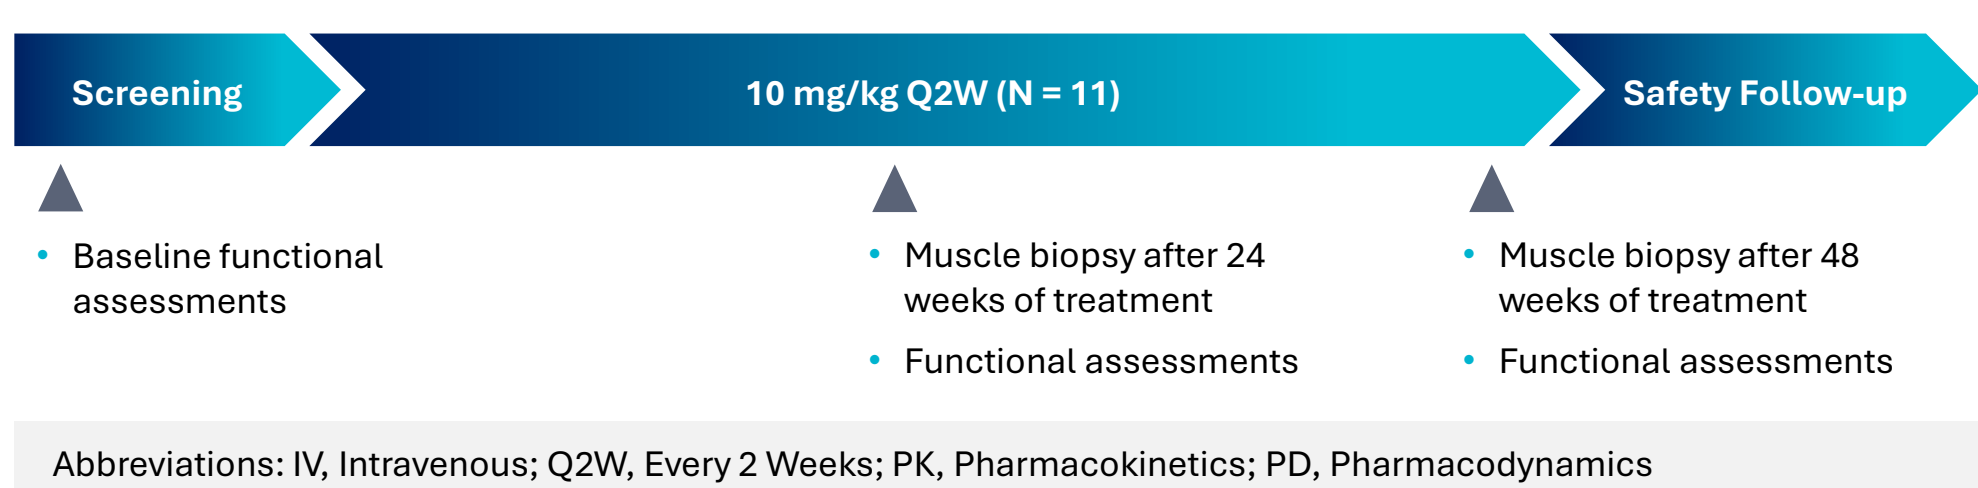 Screening
10 mg/kg Q2W (N = 11)
Safety Follow-up
• Baseline functional
assessments
• Muscle biopsy after 24
weeks of treatment
• Functional assessments
• Muscle biopsy after 48
weeks of treatment
• Functional assessments
Abbreviations: IV, Intravenous; Q2W, Every 2 Weeks; PK, Pharmacokinetics; PD, Pharmacodynamics